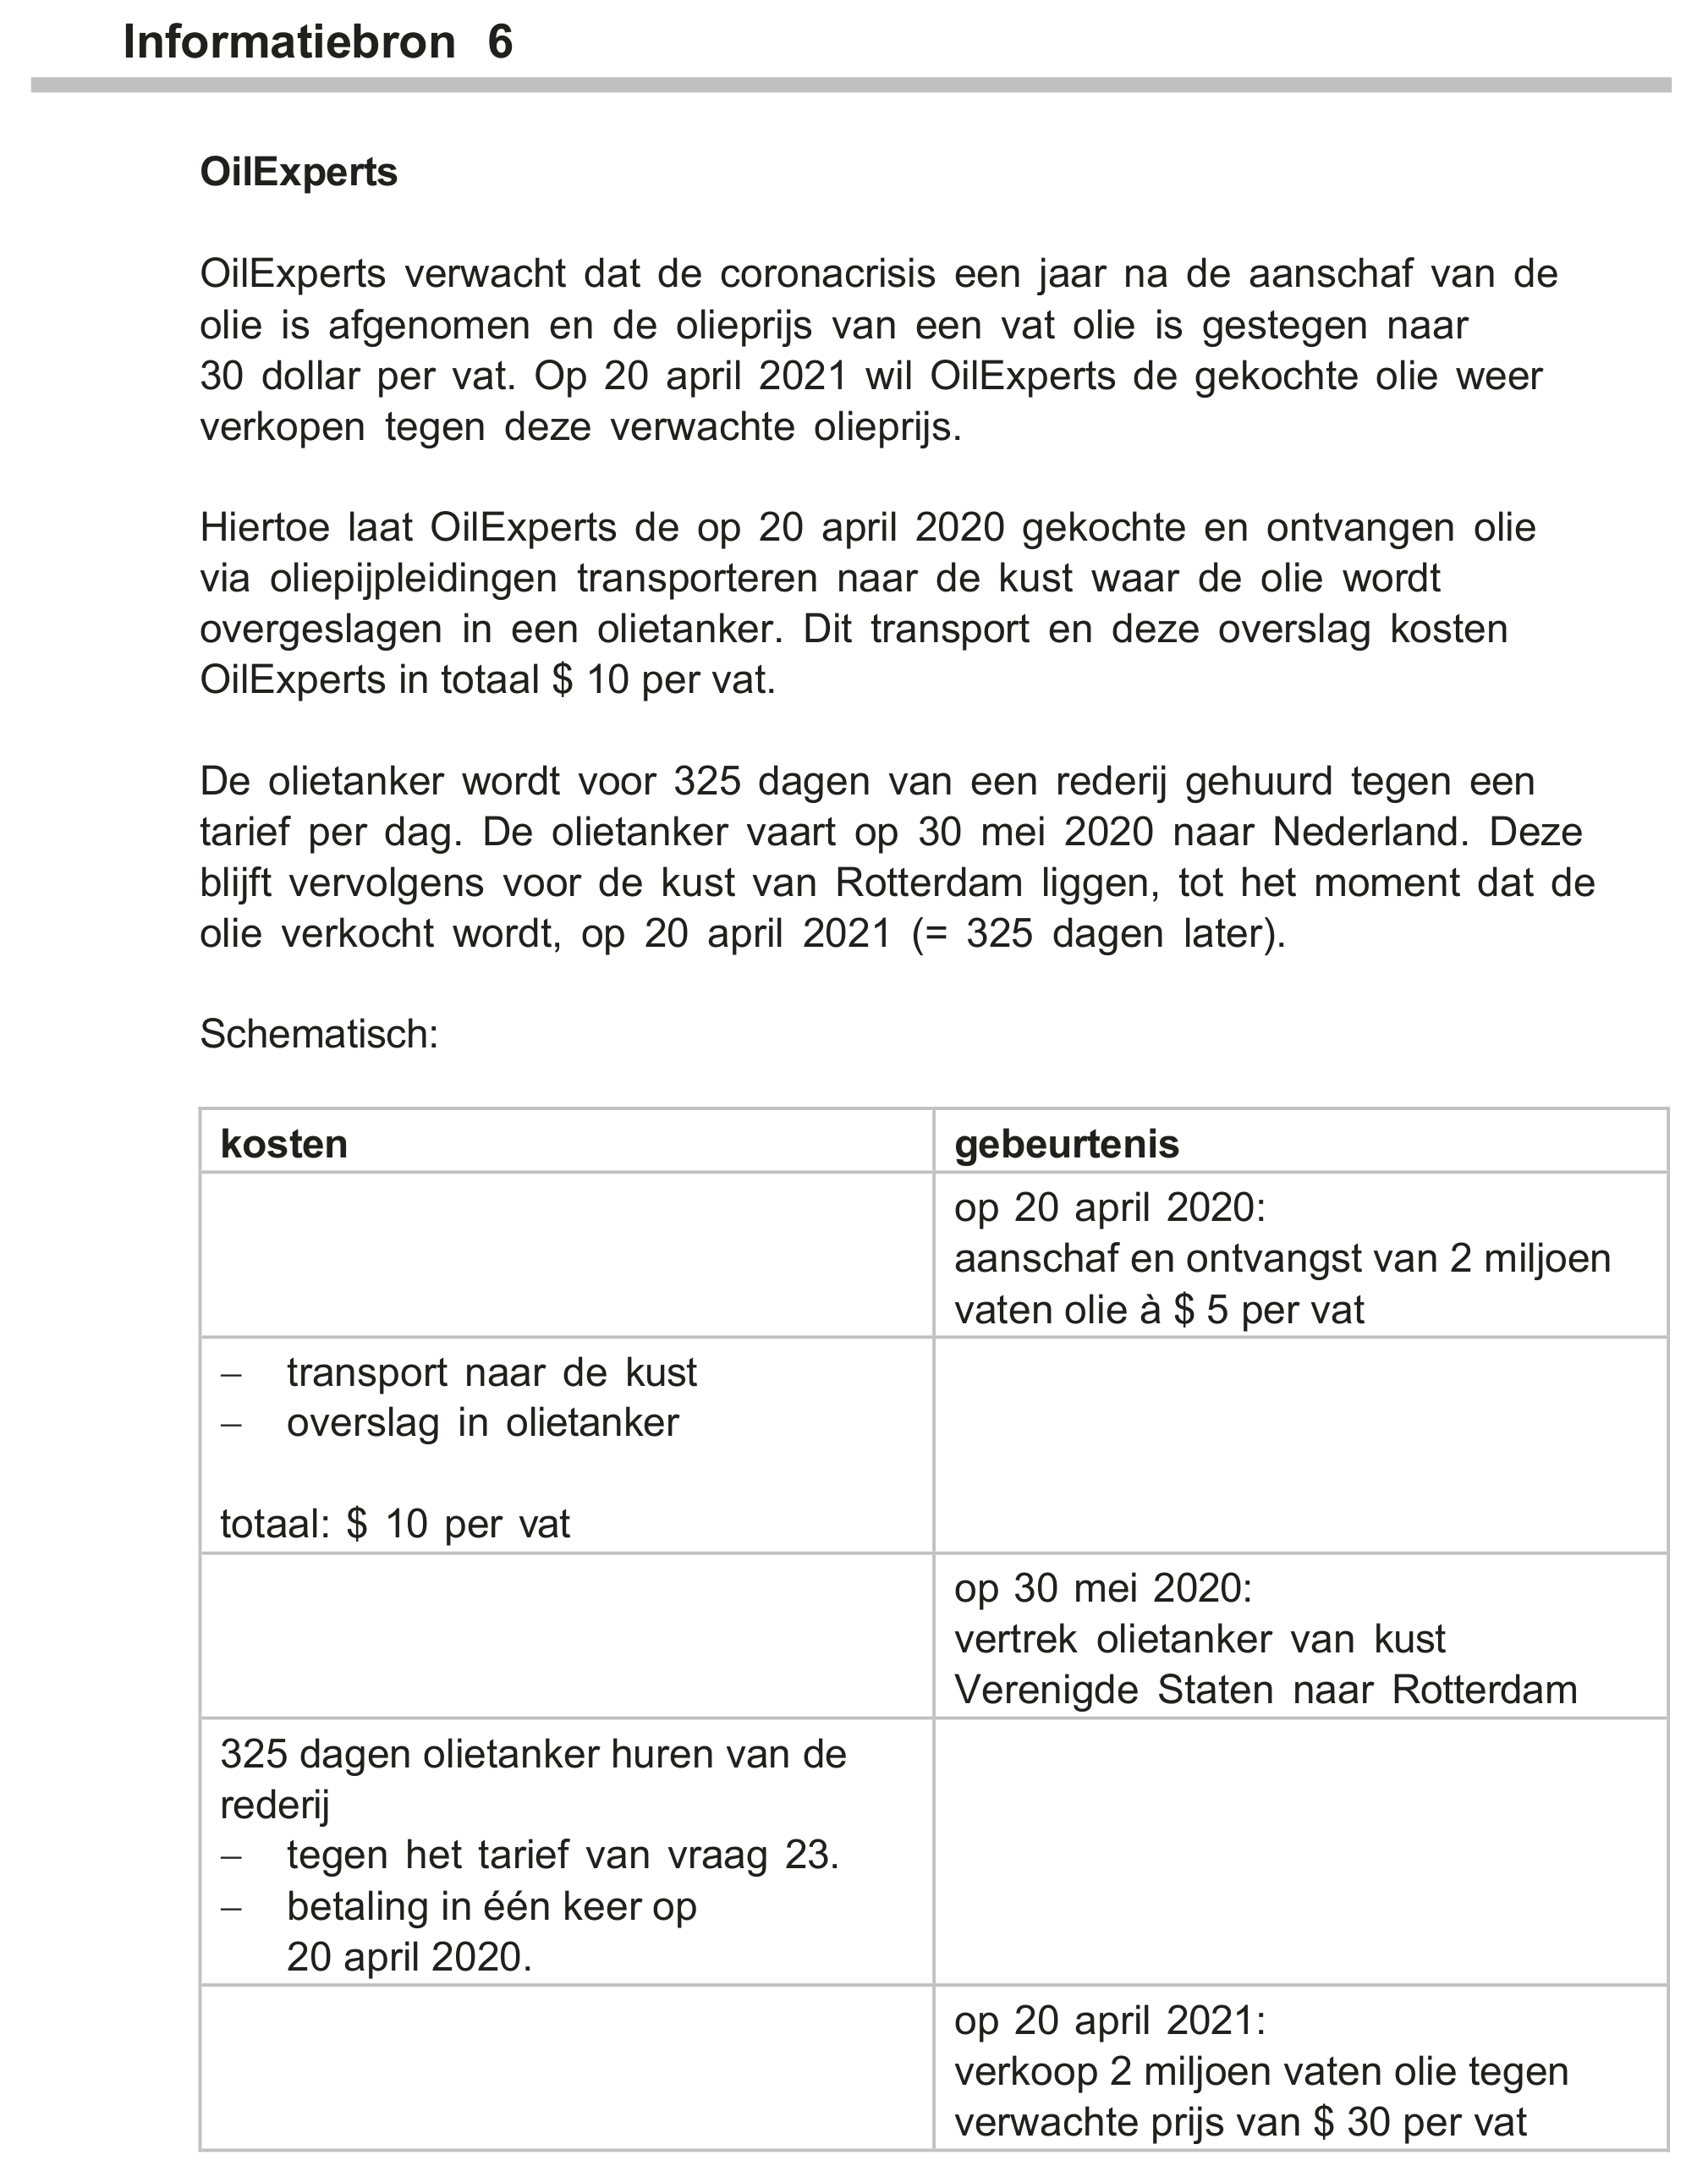 Informatiebron 6
OilExperts
OilExperts verwacht dat de coronacrisis een jaar na de aanschaf van de
olie is afgenomen en de olieprijs van een vat olie is gestegen naar
30 dollar per vat. Op 20 april 2021 wil OilExperts de gekochte olie weer
verkopen tegen deze verwachte olieprijs.
Hiertoe laat OilExperts de op 20 april 2020 gekochte en ontvangen olie
via oliepijpleidingen transporteren naar de kust waar de olie wordt
overgeslagen in een olietanker. Dit transport en deze overslag kosten
OilExperts in totaal $ 10 per vat.
De olietanker wordt voor 325 dagen van een rederij gehuurd tegen een
tarief per dag. De olietanker vaart op 30 mei 2020 naar Nederland. Deze
blijft vervolgens voor de kust van Rotterdam liggen, tot het moment dat de
olie verkocht wordt, op 20 april 2021 (= 325 dagen later).
Schematisch:
kosten
gebeurtenis
op 20 april 2020:
aanschaf en ontvangst van 2 miljoen
vaten olie à $ 5 per vat
– transport naar de kust
– overslag in olietanker
totaal: $ 10 per vat
op 30 mei 2020:
vertrek olietanker van kust
Verenigde Staten naar Rotterdam
325 dagen olietanker huren van de
rederij
– tegen het tarief van vraag 23.
– betaling in één keer op
20 april 2020.
op 20 april 2021:
verkoop 2 miljoen vaten olie tegen
verwachte prijs van $ 30 per vat